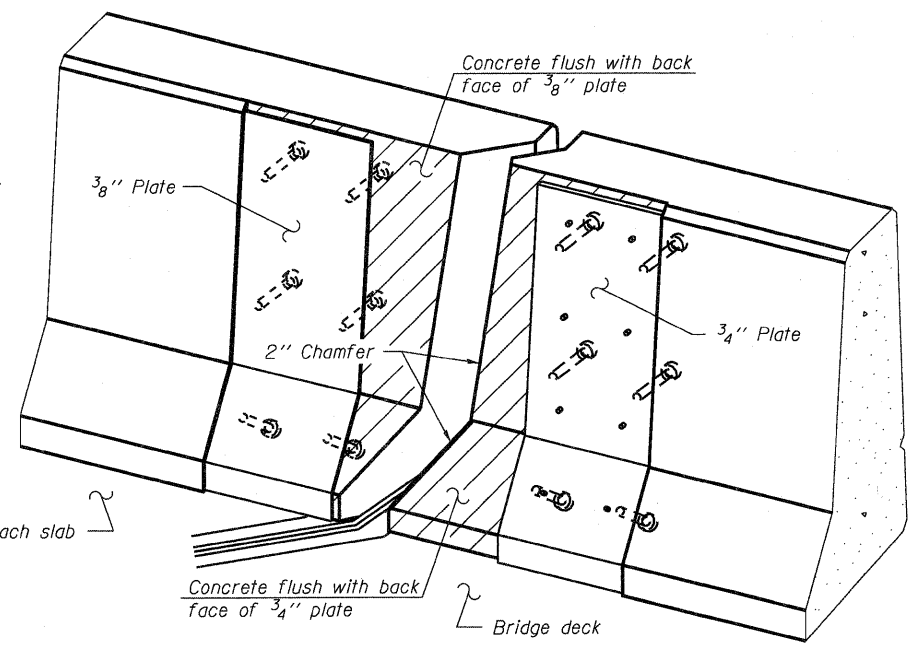 Concrete flush with back
face of 3/8" plate
3/8" Plate
2" Chamfer
3/4" Plate
ach slab
Concrete flush with back
face of 3/4" plate
Bridge deck